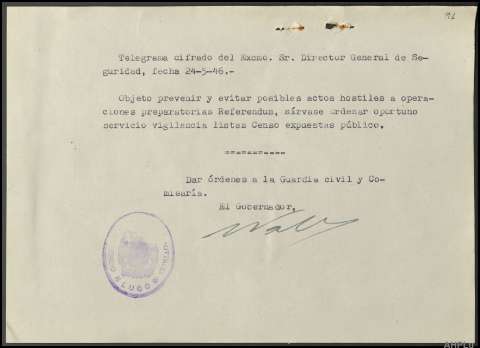 Telegrama cifrado del Excmo. Sr. Director General de Se-
guridad, fecha 24-5-46.-
Objeto prevenir y evitar posibles actos hostiles a opera-
ciones preparatorias Referendum, sírvase ordenar oportuno
servicio vigilancia listas Censo expuestas público.
-----------
Dar órdenes a la Guardia civil y Co-
misaría.
El Gobernador,
LUGO